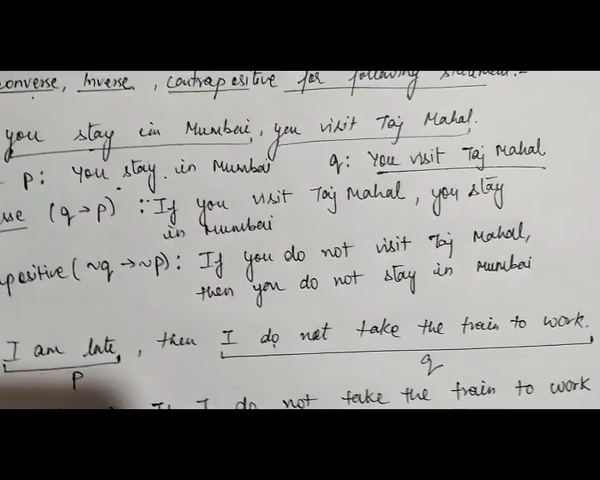 converse, Inverse, contrapositive for following statement:-
you stay in Mumbai, you visit Taj Mahal.
p: You stay in Mumbai q: You visit Taj Mahal
(q→p) : If you visit Taj Mahal, you stay
in Mumbai
positive (~q → ~p): If you do not visit Taj Mahal,
then you do not stay in Mumbai
I am late, then I do not take the train to work.
p q
If I do not take the train to work